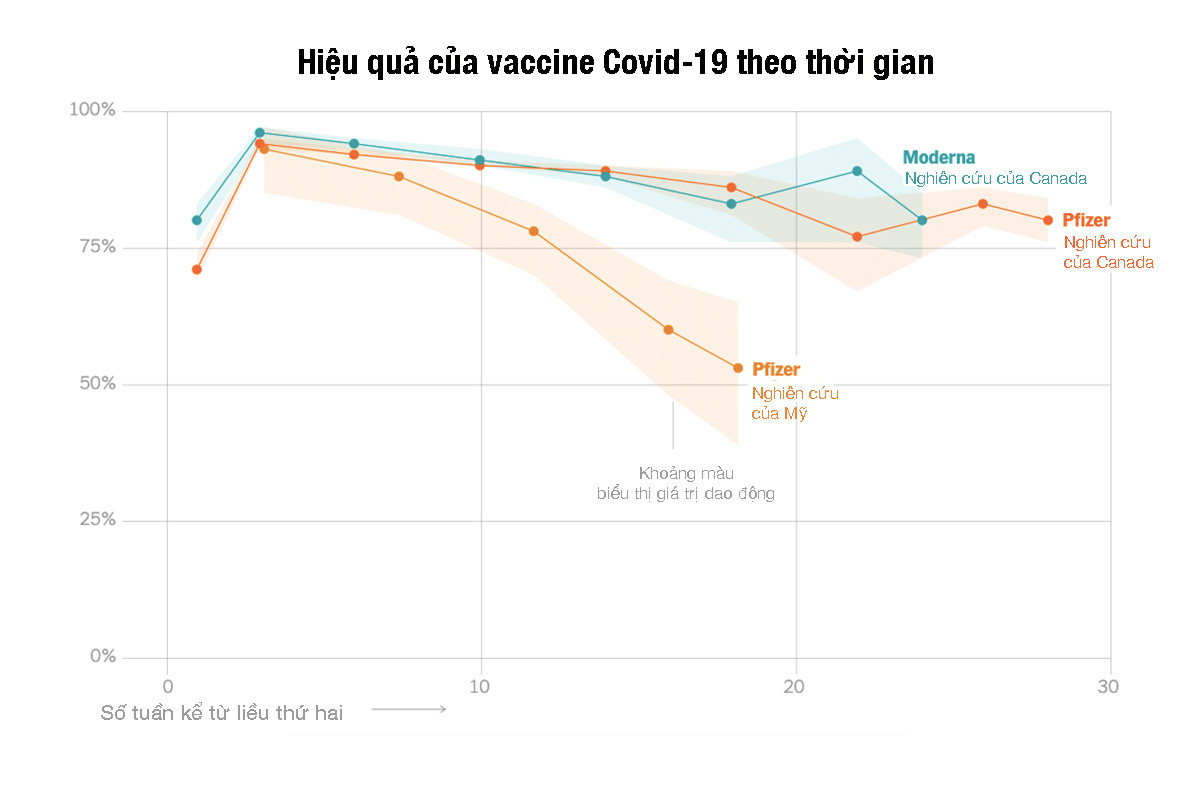 Hiệu quả của vaccine Covid-19 theo thời gian
100%
Moderna
Nghiên cứu của Canada
Pfizer
Nghiên cứu
của Canada
75%
50%
Pfizer
Nghiên cứu
của Mỹ
Khoảng màu
biểu thị giá trị dao động
25%
0%
0
10
20
30
Số tuần kể từ liều thứ hai